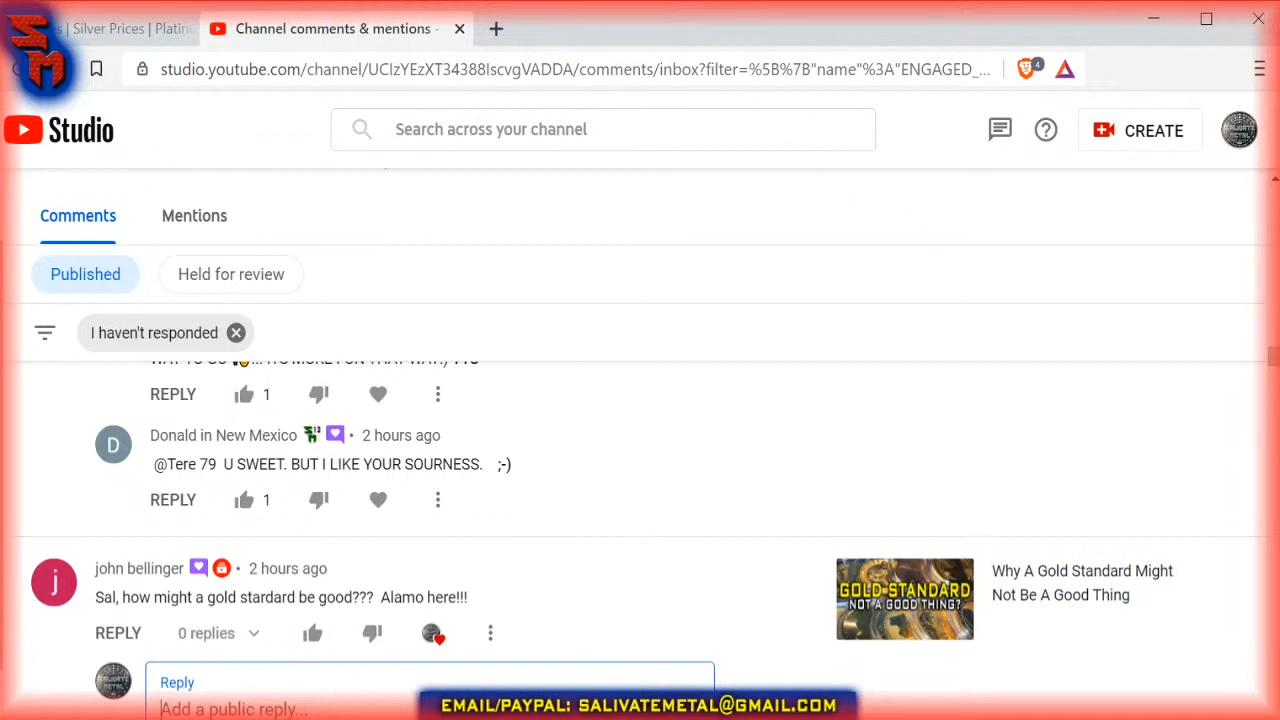 s | Silver Prices | Platinu
Channel comments & mentions -
studio.youtube.com/channel/UCIzYEzXT34388IscvgVADDA/comments/inbox?filter=%5B%7B"name"%3A"ENGAGED_...
4
SM
Studio
Search across your channel
CREATE
Comments
Mentions
Published
Held for review
I haven't responded
REPLY 1
Donald in New Mexico • 2 hours ago
@Tere 79 U SWEET. BUT I LIKE YOUR SOURNESS. ;-)
REPLY 1
john bellinger • 2 hours ago
Sal, how might a gold stardard be good??? Alamo here!!!
REPLY 0 replies
GOLD STANDARD
NOT A GOOD THING?
Why A Gold Standard Might
Not Be A Good Thing
Reply
Add a public reply...
EMAIL/PAYPAL: SALIVATEMETAL@GMAIL.COM